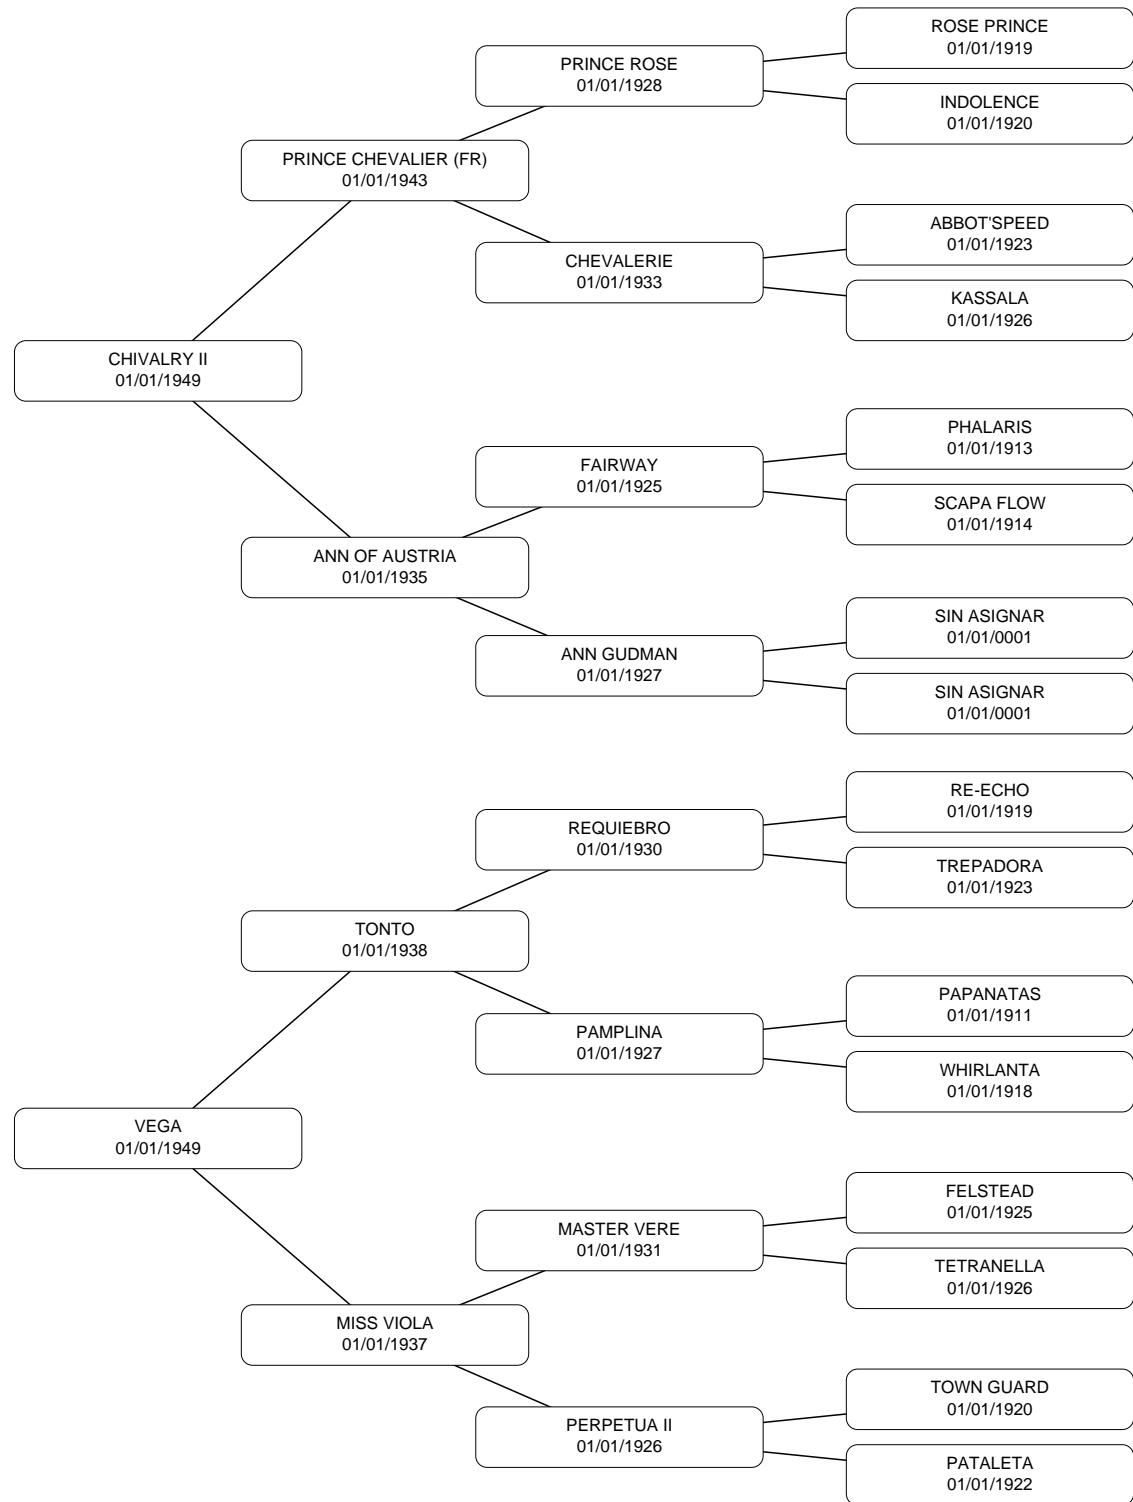 ROSE PRINCE
01/01/1919
PRINCE ROSE
01/01/1928
INDOLENCE
01/01/1920
PRINCE CHEVALIER (FR)
01/01/1943
ABBOT'SPEED
01/01/1923
CHEVALERIE
01/01/1933
KASSALA
01/01/1926
CHIVALRY II
01/01/1949
PHALARIS
01/01/1913
FAIRWAY
01/01/1925
SCAPA FLOW
01/01/1914
ANN OF AUSTRIA
01/01/1935
SIN ASIGNAR
01/01/0001
ANN GUDMAN
01/01/1927
SIN ASIGNAR
01/01/0001
RE-ECHO
01/01/1919
REQUIEBRO
01/01/1930
TREPADORA
01/01/1923
TONTO
01/01/1938
PAPANATAS
01/01/1911
PAMPLINA
01/01/1927
WHIRLANTA
01/01/1918
VEGA
01/01/1949
FELSTEAD
01/01/1925
MASTER VERE
01/01/1931
TETRANELLA
01/01/1926
MISS VIOLA
01/01/1937
TOWN GUARD
01/01/1920
PERPETUA II
01/01/1926
PATALETA
01/01/1922